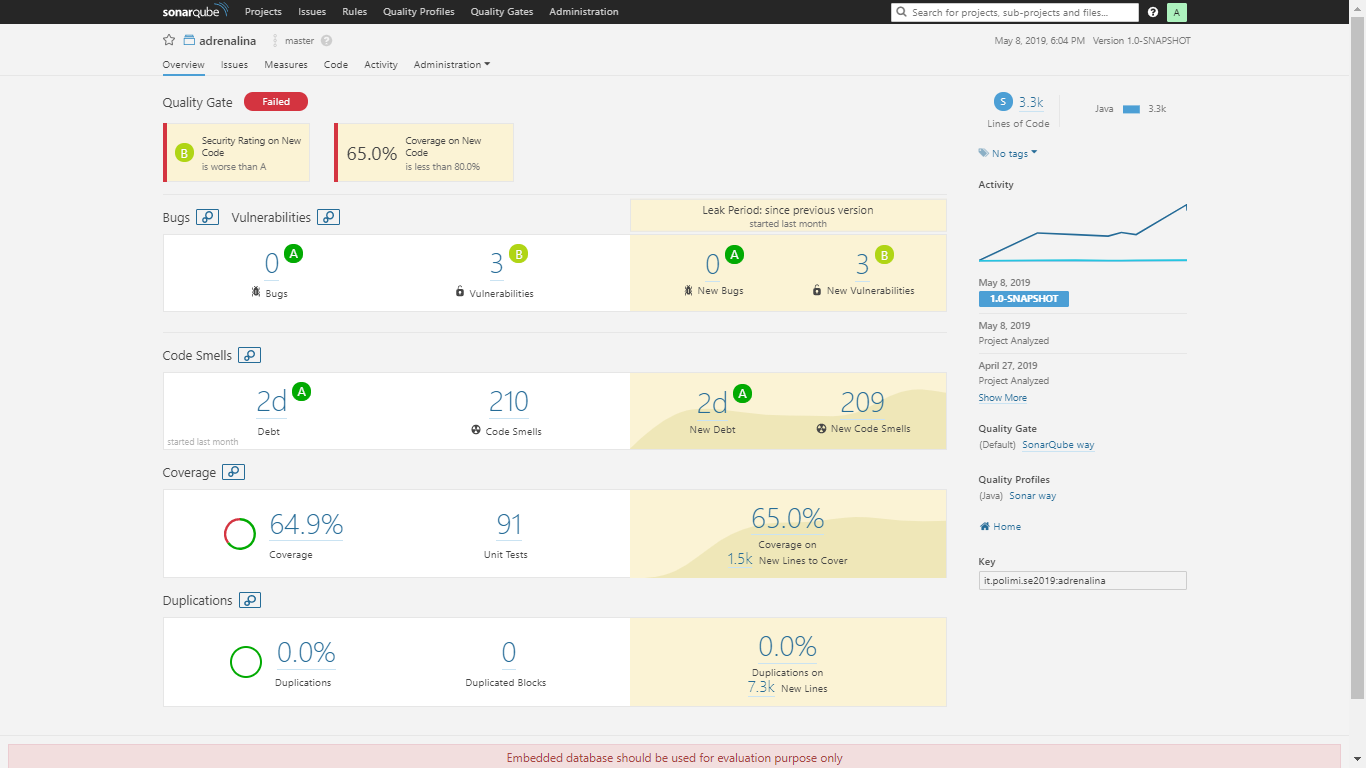 sonarqube Projects Issues Rules Quality Profiles Quality Gates Administration Search for projects, sub-projects and files... ? A
adrenalina master ? May 8, 2019, 6:04 PM Version 1.0-SNAPSHOT
Overview Issues Measures Code Activity Administration
Quality Gate Failed
B Security Rating on New
Code
is worse than A
65.0% Coverage on New
Code
is less than 80.0%
Bugs Vulnerabilities
Leak Period: since previous version
started last month
0 A
Bugs
3 B
Vulnerabilities
0 A
New Bugs
3 B
New Vulnerabilities
Code Smells
2d A
Debt
started last month
210
Code Smells
2d A
New Debt
209
New Code Smells
Coverage
64.9%
Coverage
91
Unit Tests
65.0%
Coverage on
1.5k New Lines to Cover
Duplications
0.0%
Duplications
0
Duplicated Blocks
0.0%
Duplications on
7.3k New Lines
S 3.3k
Lines of Code
Java 3.3k
No tags
Activity
May 8, 2019
1.0-SNAPSHOT
May 8, 2019
Project Analyzed
April 27, 2019
Project Analyzed
Show More
Quality Gate
(Default) SonarQube way
Quality Profiles
(Java) Sonar way
Home
Key
it.polimi.se2019:adrenalina
Embedded database should be used for evaluation purpose only